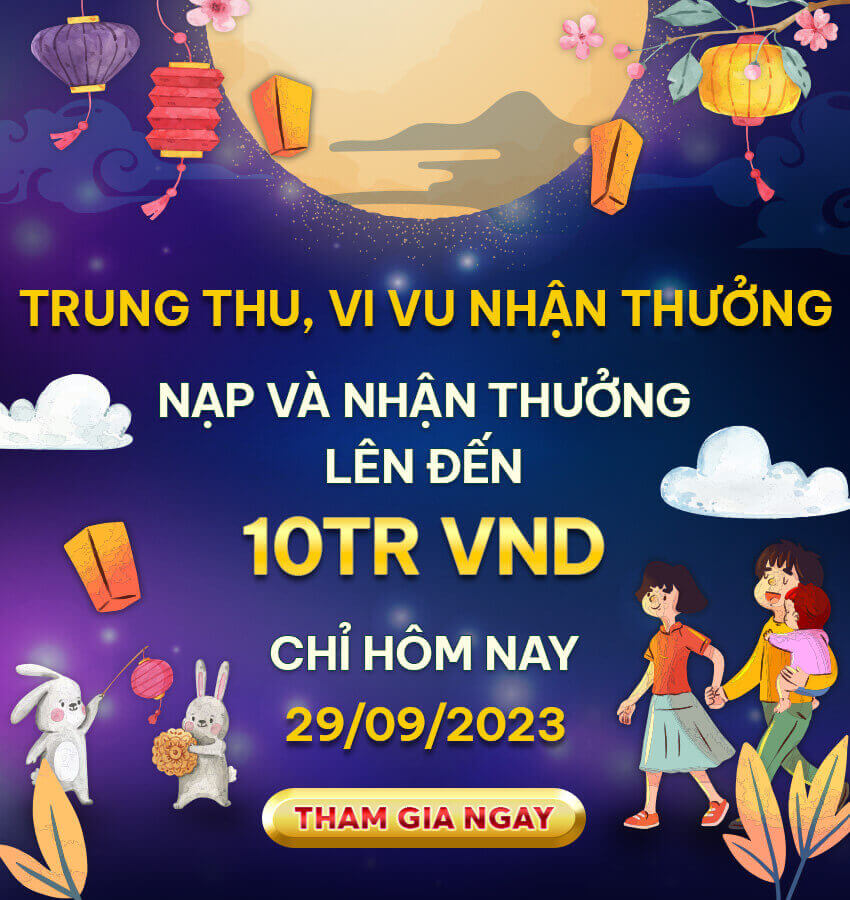 TRUNG THU, VI VU NHẬN THƯỞNG
NẠP VÀ NHẬN THƯỞNG
LÊN ĐẾN
10TR VND
CHỈ HÔM NAY
29/09/2023
THAM GIA NGAY